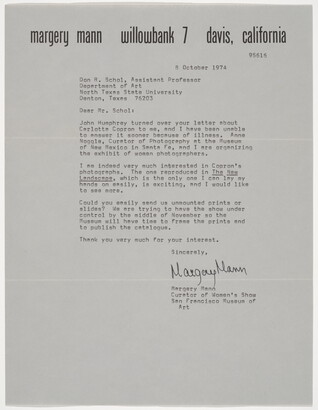 margery mann willowbank 7 davis, california
95616
8 October 1974
Don R. Schol, Assistant Professor
Department of Art
North Texas State University
Denton, Texas 76203
Dear Mr. Schol:
John Humphrey turned over your letter about
Carlotta Copron to me, and I have been unable
to answer it sooner because of illness. Anne
Noggle, Curator of Photography at the Museum
of New Mexico in Santa Fe, and I are organizing
the exhibit of women photographers.
I am indeed very much interested in Copron's
photographs. The one reproduced in The New
Landscape, which is the only one I can lay my
hands on easily, is exciting, and I would like
to see more.
Could you easily send us unmounted prints or
slides? We are trying to have the show under
control by the middle of November so the
Museum will have time to frame the prints and
to publish the catalogue.
Thank you very much for your interest.
Sincerely,
Margery Mann
Margery Mann
Curator of Women's Show
San Francisco Museum of
Art